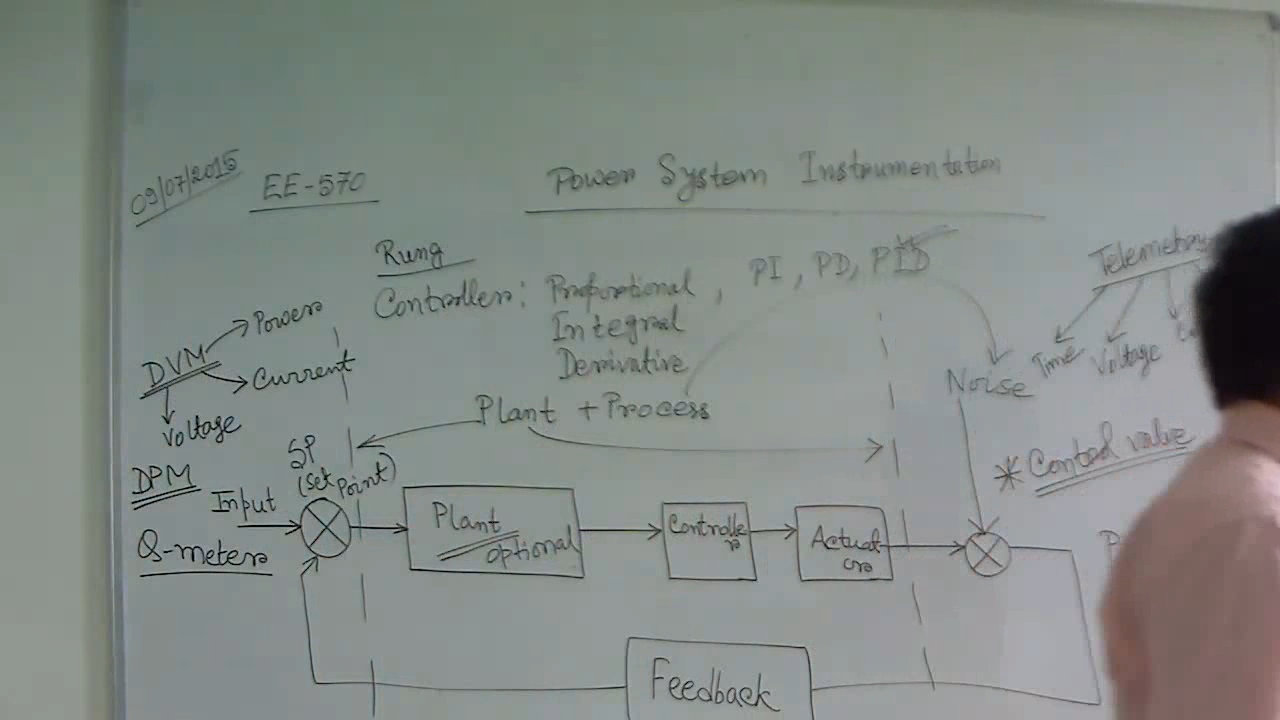 09/07/2015
EE-570
Power System Instrumentation
Rung
Controller: Proportional, PI, PD, PID
Integral
Derivative
Plant + Process
Telemetry
Time
Voltage
Noise
* Control valve
DVM
Power
Current
Voltage
DPM
Q-meter
Input
SP
(Set Point)
Plant
optional
Controller
Actuator
Feedback